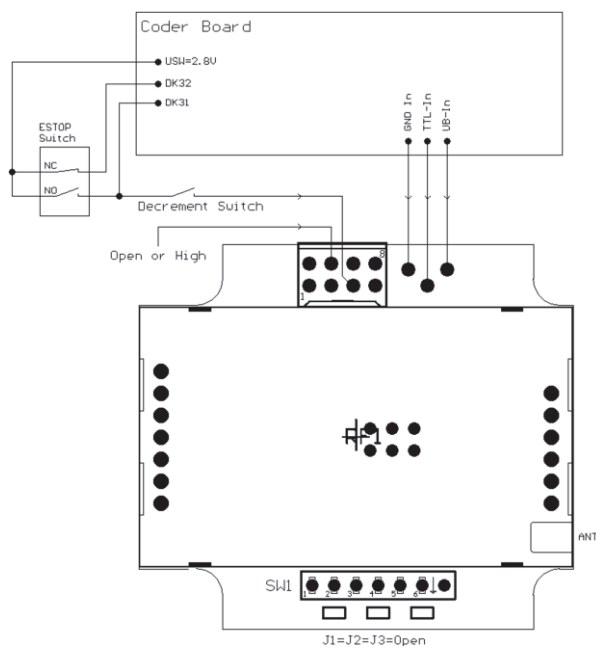 Coder Board
USW=2.8V
DK32
DK31
GND In
TTL-In
UB-In
ESTOP
Switch
NC
NO
Decrement Switch
Open or High
8
1
RF1
ANT
SW1
1 2 3 4 5 6
J1=J2=J3=Open